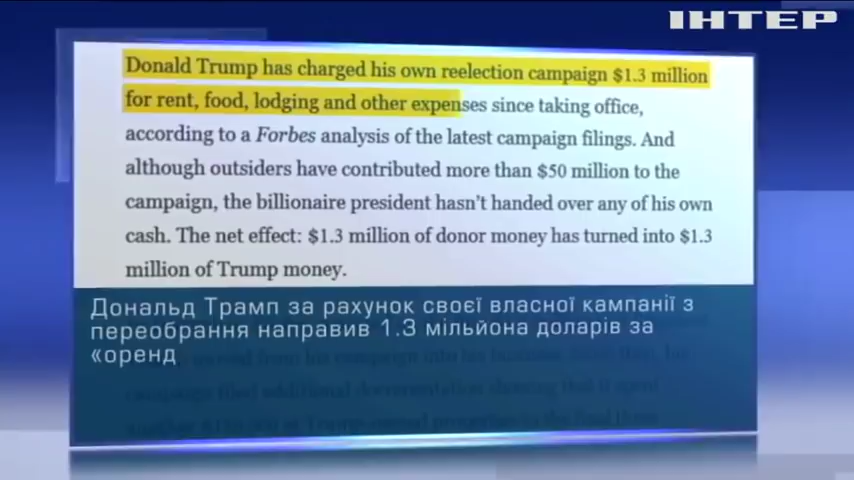 ІНТЕР
Donald Trump has charged his own reelection campaign $1.3 million
for rent, food, lodging and other expenses since taking office,
according to a Forbes analysis of the latest campaign filings. And
although outsiders have contributed more than $50 million to the
campaign, the billionaire president hasn't handed over any of his own
cash. The net effect: $1.3 million of donor money has turned into $1.3
million of Trump money.
Дональд Трамп за рахунок своєї власної кампанії з
переобрання направив 1.3 мільйона доларів за
«оренд